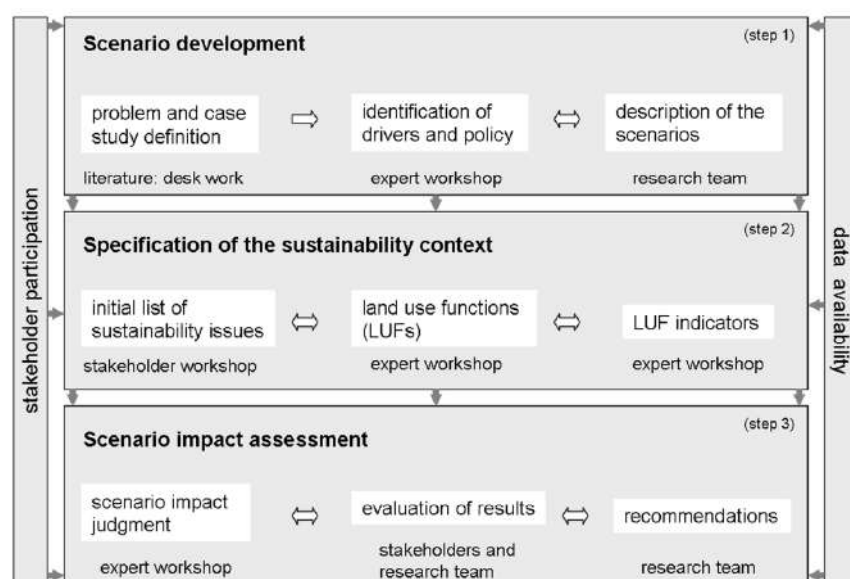 stakeholder participation
Scenario development
(step 1)
problem and case
study definition
identification of
drivers and policy
description of the
scenarios
literature: desk work
expert workshop
research team
Specification of the sustainability context
(step 2)
initial list of
sustainability issues
land use functions
(LUFs)
LUF indicators
stakeholder workshop
expert workshop
expert workshop
Scenario impact assessment
(step 3)
scenario impact
judgment
evaluation of results
recommendations
expert workshop
stakeholders and
research team
research team
data availability